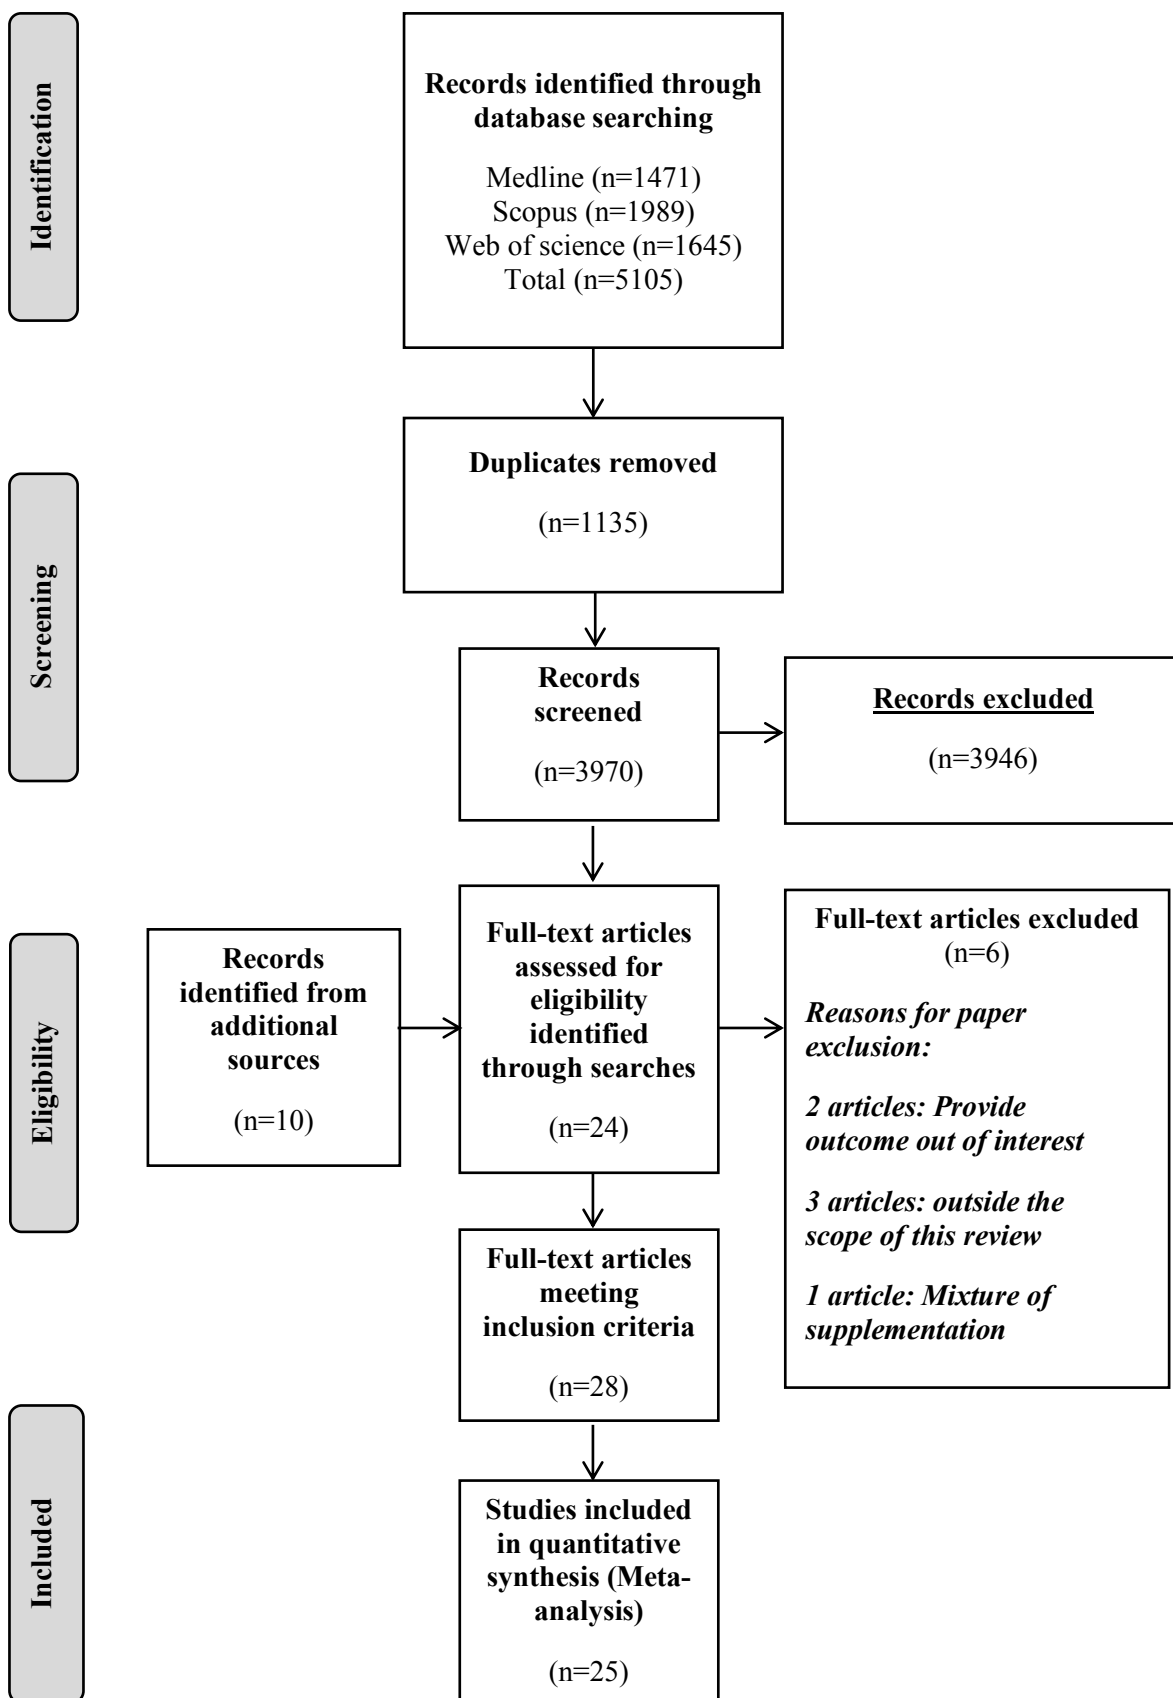 Identification
Records identified through
database searching
Medline (n=1471)
Scopus (n=1989)
Web of science (n=1645)
Total (n=5105)
Screening
Duplicates removed
(n=1135)
Records
screened
(n=3970)
Records excluded
(n=3946)
Eligibility
Records
identified from
additional
sources
(n=10)
Full-text articles
assessed for
eligibility
identified
through searches
(n=24)
Full-text articles excluded
(n=6)
Reasons for paper
exclusion:
2 articles: Provide
outcome out of interest
3 articles: outside the
scope of this review
1 article: Mixture of
supplementation
Full-text articles
meeting
inclusion criteria
(n=28)
Included
Studies included
in quantitative
synthesis (Meta-
analysis)
(n=25)